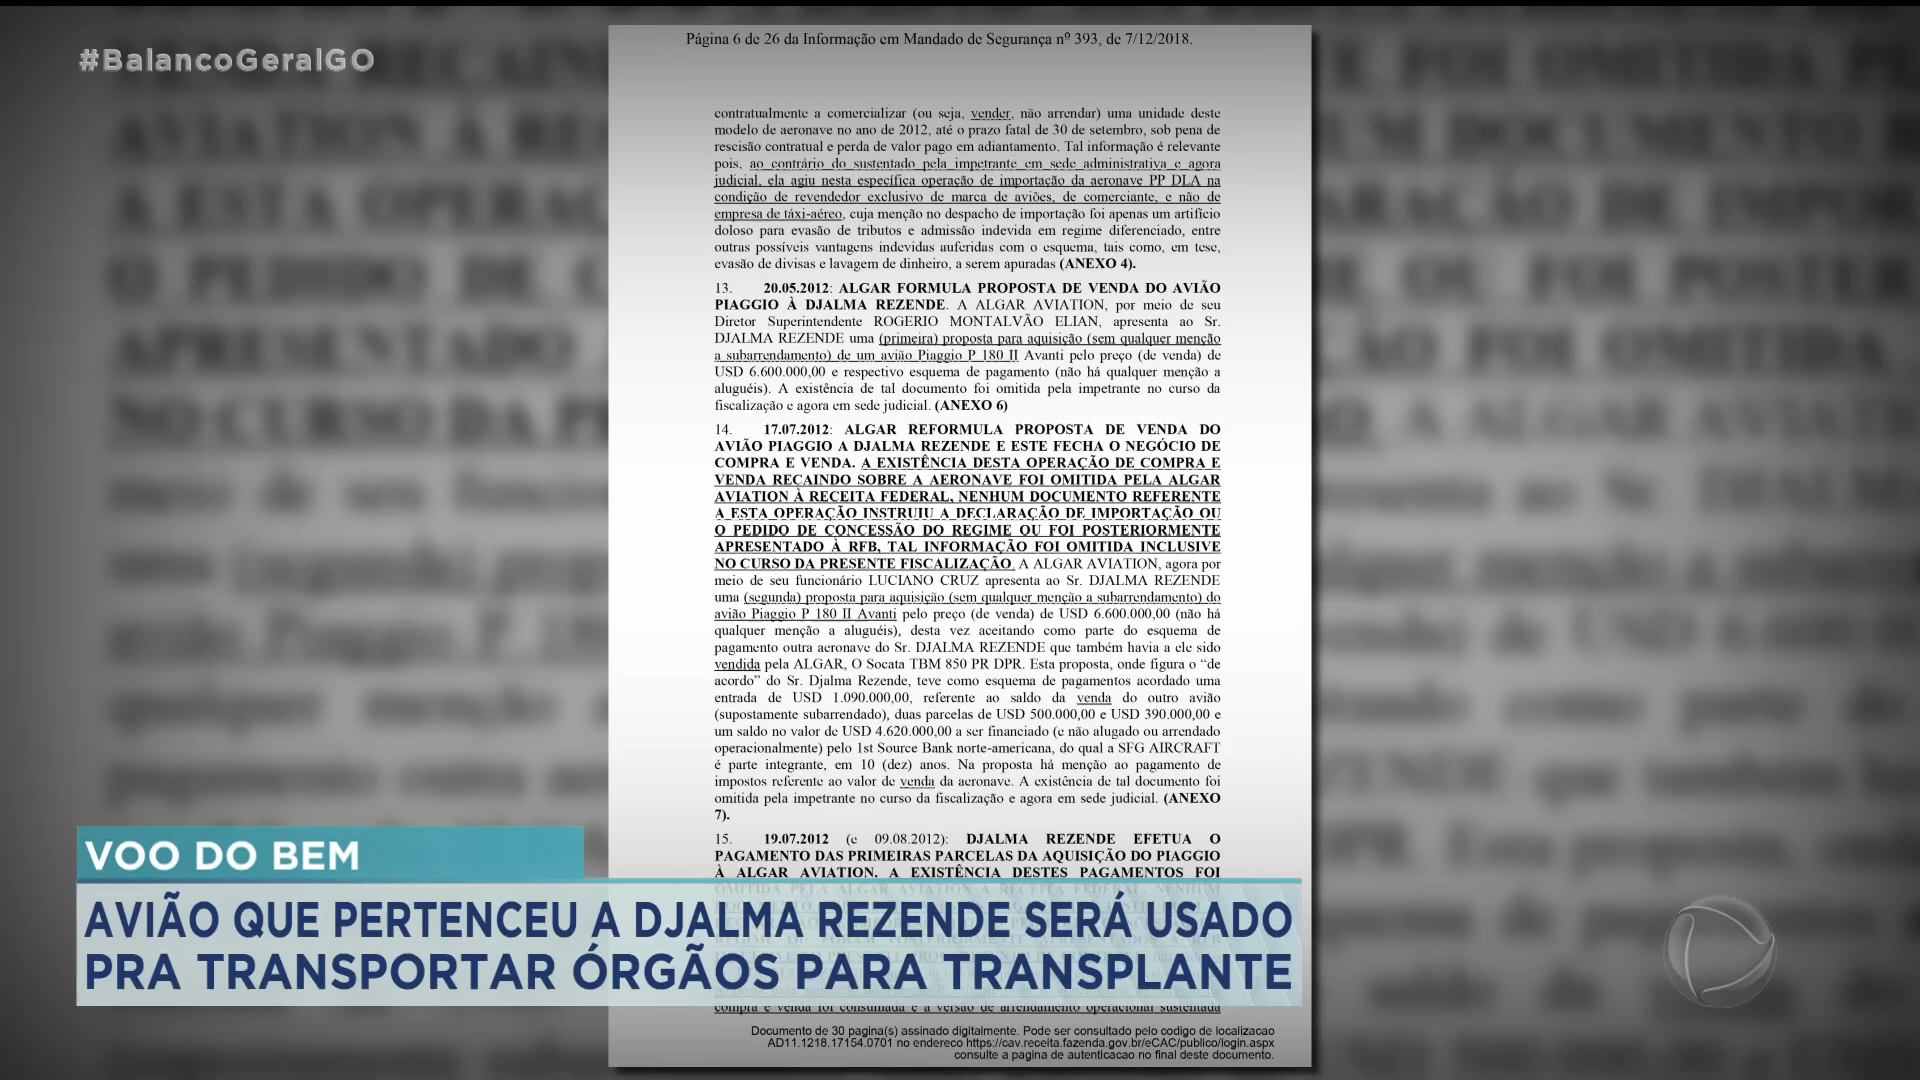 #BalancoGeralGO
Página 6 de 26 da Informação em Mandado de Segurança nº 393, de 7/12/2018.
contratualmente a comercializar (ou seja, vender, não arrendar) uma unidade deste
modelo de aeronave no ano de 2012, até o prazo fatal de 30 de setembro, sob pena de
rescisão contratual e perda de valor pago em adiantamento. Tal informação é relevante
pois, ao contrário do sustentado pela impetrante em sede administrativa e agora
judicial, ela agiu nesta específica operação de importação da aeronave PP DLA na
condição de revendedor exclusivo de marca de aviões, de comerciante, e não de
empresa de táxi-aéreo, cuja menção no despacho de importação foi apenas um artifício
doloso para evasão de tributos e admissão indevida em regime diferenciado, entre
outras possíveis vantagens indevidas auferidas com o esquema, tais como, em tese,
evasão de divisas e lavagem de dinheiro, a serem apuradas (ANEXO 4).
13. 20.05.2012: ALGAR FORMULA PROPOSTA DE VENDA DO AVIÃO
PIAGGIO À DJALMA REZENDE. A ALGAR AVIATION, por meio de seu
Diretor Superintendente ROGERIO MONTALVÃO ELIAN, apresenta ao Sr.
DJALMA REZENDE uma (primeira) proposta para aquisição (sem qualquer menção
a subarrendamento) de um avião Piaggio P 180 II Avanti pelo preço (de venda) de
USD 6.600.000,00 e respectivo esquema de pagamento (não há qualquer menção a
aluguéis). A existência de tal documento foi omitida pela impetrante no curso da
fiscalização e agora em sede judicial. (ANEXO 6)
14. 17.07.2012: ALGAR REFORMULA PROPOSTA DE VENDA DO
AVIÃO PIAGGIO A DJALMA REZENDE E ESTE FECHA O NEGÓCIO DE
COMPRA E VENDA. A EXISTÊNCIA DESTA OPERAÇÃO DE COMPRA E
VENDA RECAINDO SOBRE A AERONAVE FOI OMITIDA PELA ALGAR
AVIATION À RECEITA FEDERAL, NENHUM DOCUMENTO REFERENTE
A ESTA OPERAÇÃO INSTRUIU A DECLARAÇÃO DE IMPORTAÇÃO OU
O PEDIDO DE CONCESSÃO DO REGIME OU FOI POSTERIORMENTE
APRESENTADO À RFB, TAL INFORMAÇÃO FOI OMITIDA INCLUSIVE
NO CURSO DA PRESENTE FISCALIZAÇÃO. A ALGAR AVIATION, agora por
meio de seu funcionário LUCIANO CRUZ apresenta ao Sr. DJALMA REZENDE
uma (segunda) proposta para aquisição (sem qualquer menção a subarrendamento) do
avião Piaggio P 180 II Avanti pelo preço (de venda) de USD 6.600.000,00 (não há
qualquer menção a aluguéis), desta vez aceitando como parte do esquema de
pagamento outra aeronave do Sr. DJALMA REZENDE que também havia a ele sido
vendida pela ALGAR, O Socata TBM 850 PR DPR. Esta proposta, onde figura o “de
acordo” do Sr. Djalma Rezende, teve como esquema de pagamentos acordado uma
entrada de USD 1.090.000,00, referente ao saldo da venda do outro avião
(supostamente subarrendado), duas parcelas de USD 500.000,00 e USD 390.000,00 e
um saldo no valor de USD 4.620.000,00 a ser financiado (e não alugado ou arrendado
operacionalmente) pelo 1st Source Bank norte-americana, do qual a SFG AIRCRAFT
é parte integrante, em 10 (dez) anos. Na proposta há menção ao pagamento de
impostos referente ao valor de venda da aeronave. A existência de tal documento foi
omitida pela impetrante no curso da fiscalização e agora em sede judicial. (ANEXO
7).
15. 19.07.2012 (e 09.08.2012): DJALMA REZENDE EFETUA O
PAGAMENTO DAS PRIMEIRAS PARCELAS DA AQUISIÇÃO DO PIAGGIO
À ALGAR AVIATION. A EXISTÊNCIA DESTES PAGAMENTOS FOI
VOO DO BEM
AVIÃO QUE PERTENCEU A DJALMA REZENDE SERÁ USADO
PRA TRANSPORTAR ÓRGÃOS PARA TRANSPLANTE
compra e venda foi consumada e a versão de arrendamento operacional sustentada
Documento de 30 pagina(s) assinado digitalmente. Pode ser consultado pelo codigo de localizacao
AD11.1218.17154.0701 no endereco https://cav.receita.fazenda.gov.br/eCAC/publico/login.aspx
consulte a pagina de autenticacao no final deste documento.